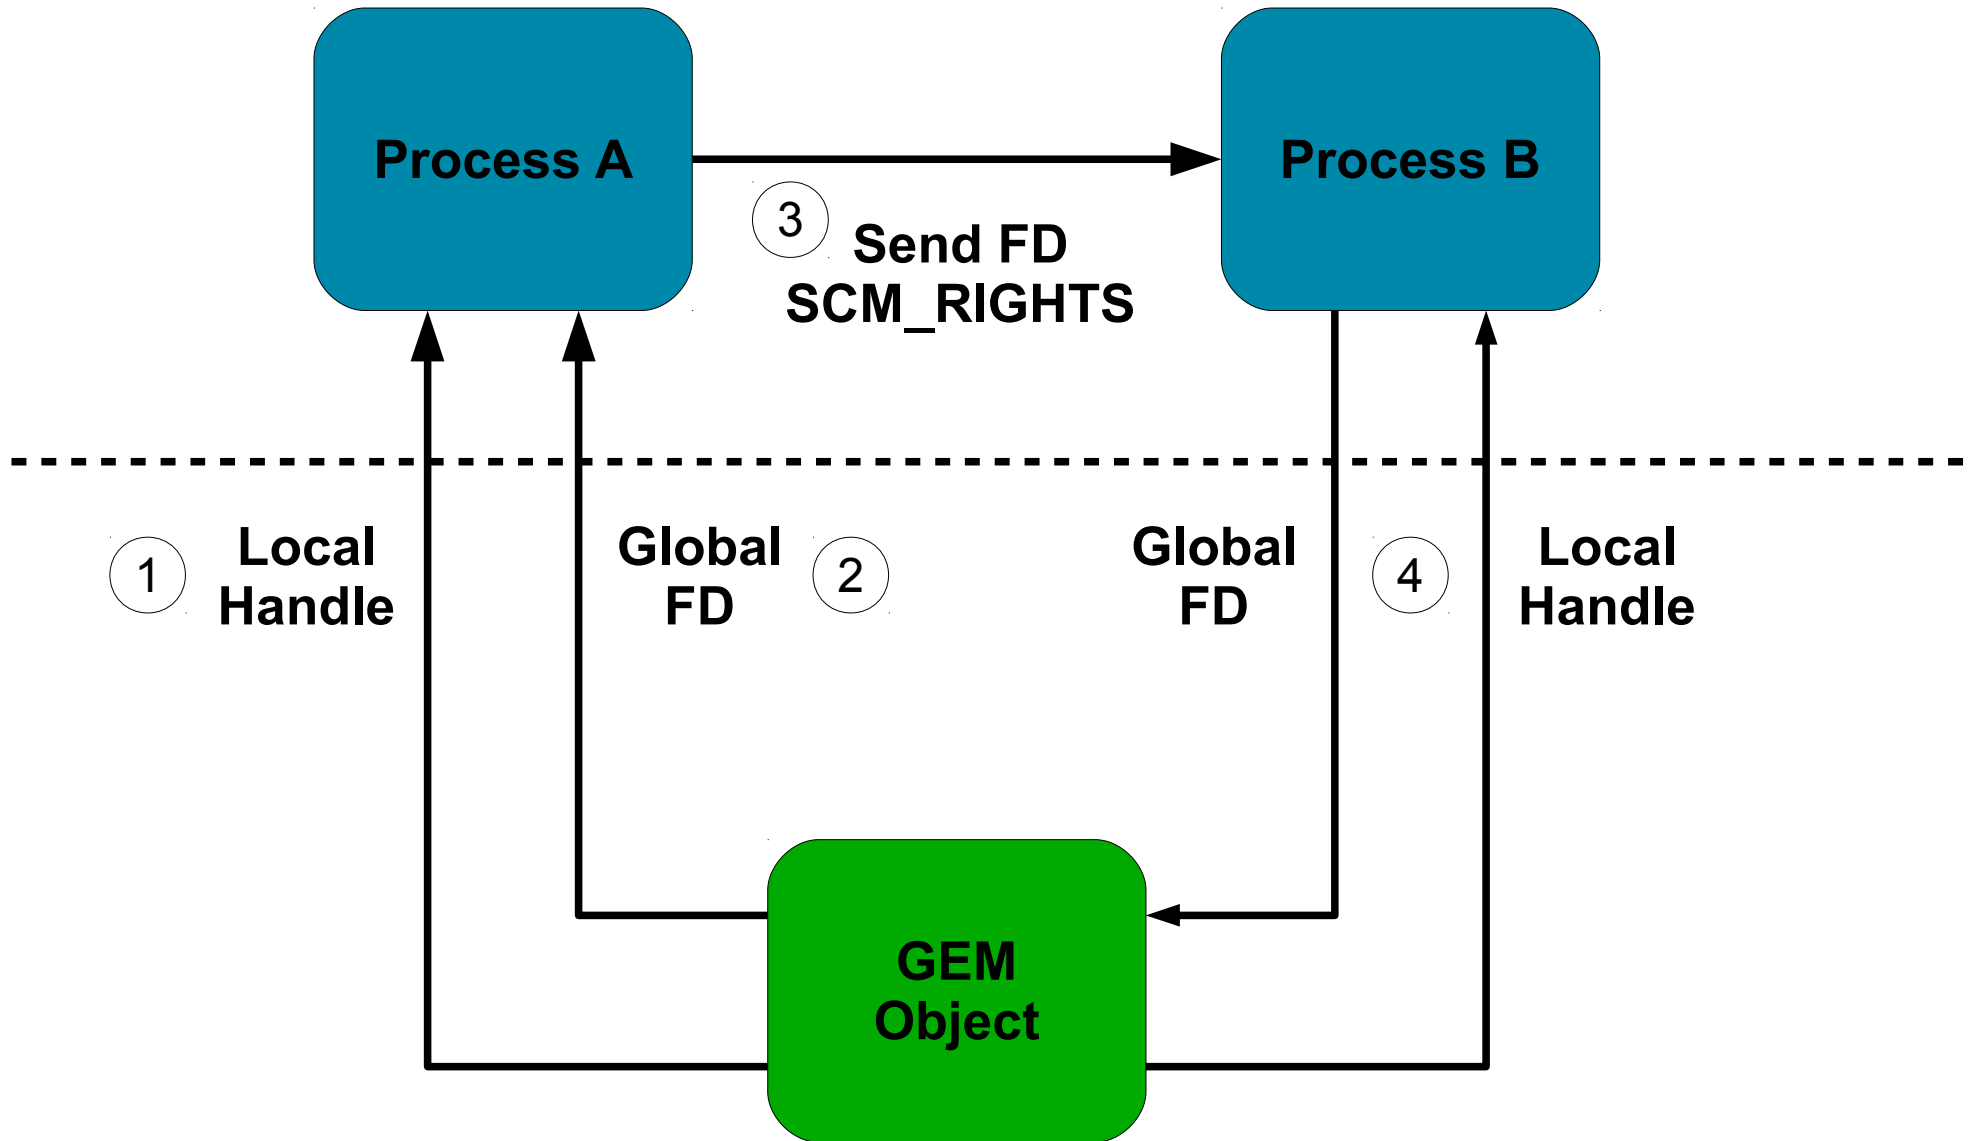 Process A
Process B
3
Send FD
SCM_RIGHTS
1
Local
Handle
Global
FD
2
Global
FD
4
Local
Handle
GEM
Object